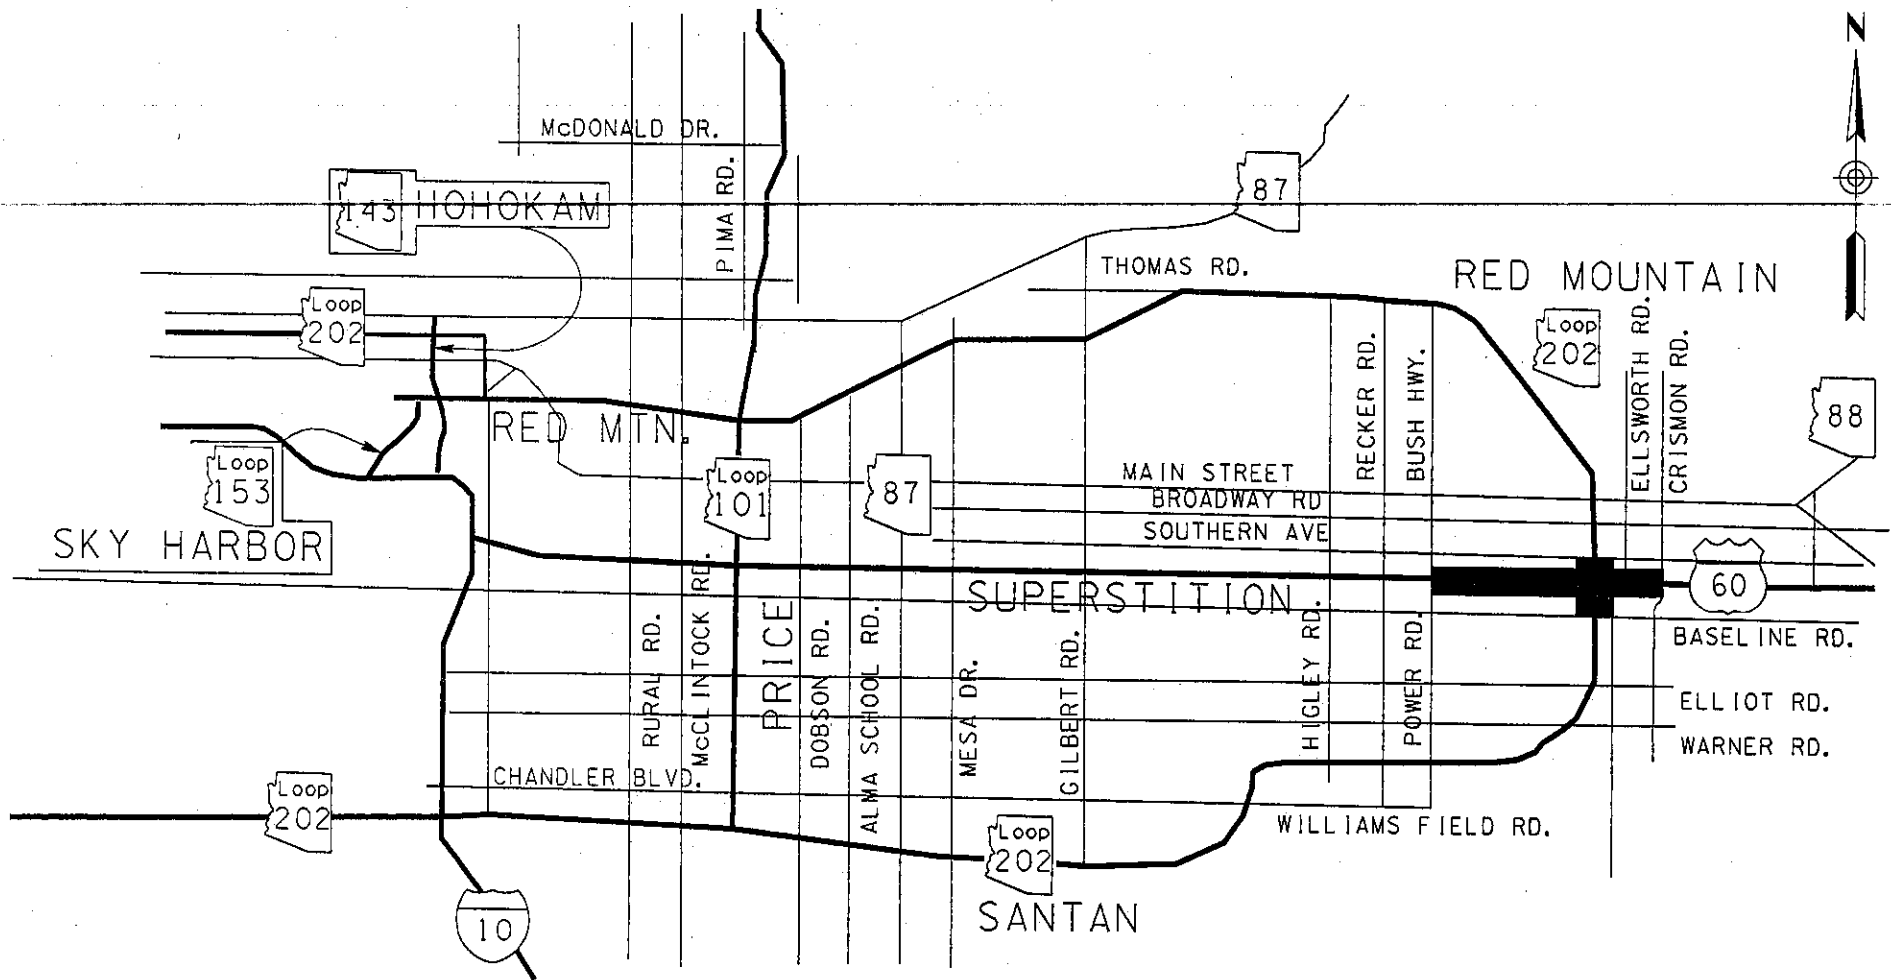 N
McDONALD DR.
PIMA RD.
143 HOHOKAM
87
THOMAS RD.
RED MOUNTAIN
Loop
202
Loop
202
ELLSWORTH RD.
CRISMON RD.
RECKER RD.
BUSH HWY.
88
RED MTN.
Loop
153
Loop
101
87
MAIN STREET
BROADWAY RD
SOUTHERN AVE
SKY HARBOR
SUPERSTITION
60
BASELINE RD.
RURAL RD.
McCLINTOCK RD.
PRICE
DOBSON RD.
ALMA SCHOOL RD.
MESA DR.
GILBERT RD.
HIGLEY RD.
POWER RD.
ELLIOT RD.
WARNER RD.
CHANDLER BLVD.
Loop
202
WILLIAMS FIELD RD.
Loop
202
SANTAN
10